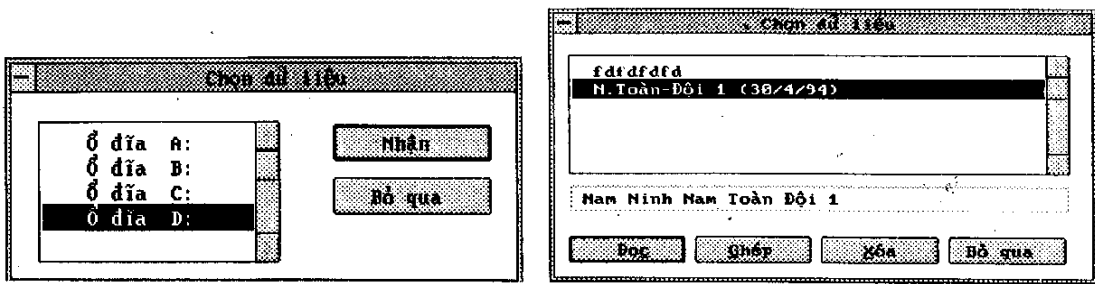 Chọn dữ liệu
Ổ đĩa A:
Ổ đĩa B:
Ổ đĩa C:
Ổ đĩa D:
Nhận
Bỏ qua
Chọn dữ liệu
fdfdfdfd
N.Toàn-Đội 1 (30/4/94)
Nam Ninh Nam Toàn Đội 1
Đọc
Ghép
Xóa
Bỏ qua